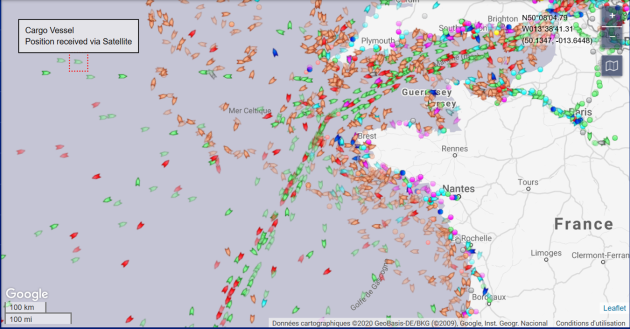 Cargo Vessel
Position received via Satellite
Brighton
N50°08'04.79
W013°38'41.31
(50.1347, -013.6448)
Plymouth
Guernsey
Jersey
Mer Celtique
Paris
Brest
Rennes
Nantes
Tours
France
Rochelle
Limoges
Clermont-Ferran
Golfe de Gascogne
Bordeaux
Google
100 km
100 mi
Leaflet
Données cartographiques ©2020 GeoBasis-DE/BKG (©2009), Google, Inst. Geogr. Nacional
Conditions d'utilisation